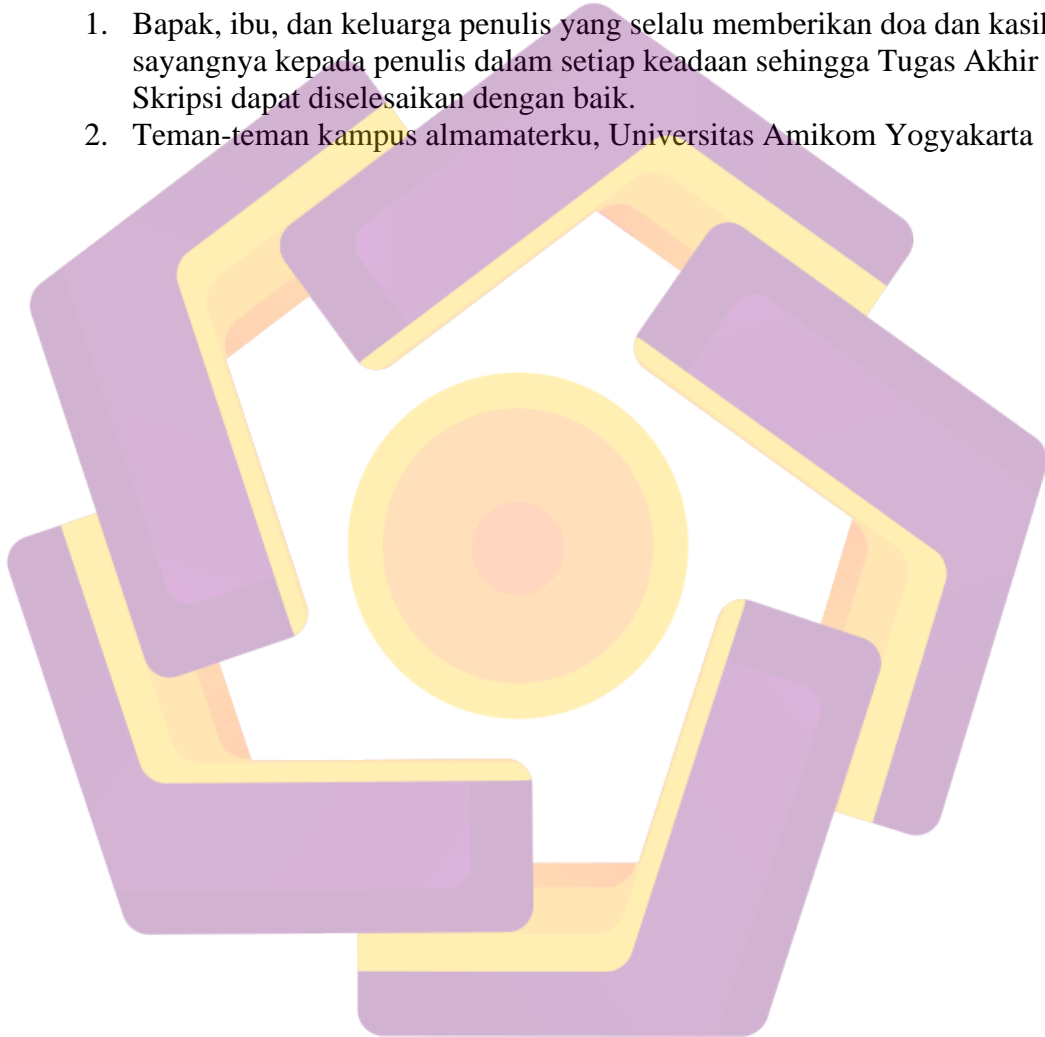 1. Bapak, ibu, dan keluarga penulis yang selalu memberikan doa dan kasil
sayangnya kepada penulis dalam setiap keadaan sehingga Tugas Akhir
Skripsi dapat diselesaikan dengan baik.
2. Teman-teman kampus almamaterku, Universitas Amikom Yogyakarta